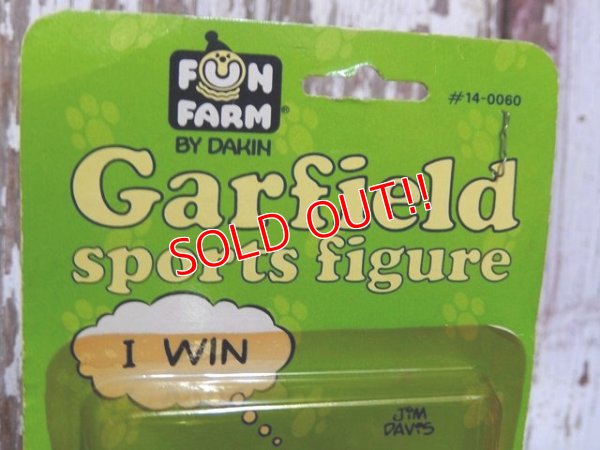 FUN
FARM®
BY DAKIN
#14-0060
Garfield
SOLD OUT!!
sports figure
I WIN
JIM
DAVIS